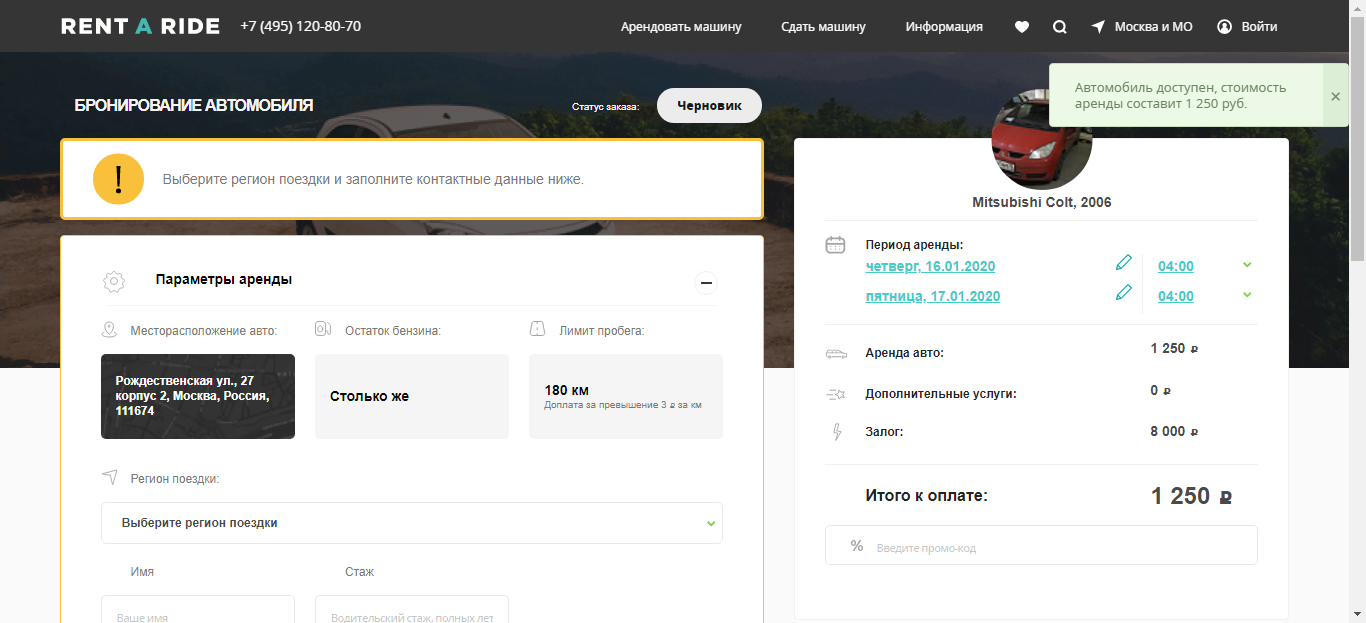 RENT A RIDE +7 (495) 120-80-70 Арендовать машину Сдать машину Информация Москва и МО Войти
Автомобиль доступен, стоимость
аренды составит 1 250 руб. ×
БРОНИРОВАНИЕ АВТОМОБИЛЯ Статус заказа: Черновик
! Выберите регион поездки и заполните контактные данные ниже.
Параметры аренды
Месторасположение авто: Остаток бензина: Лимит пробега:
Рождественская ул., 27
корпус 2, Москва, Россия,
111674
Столько же
180 км
Доплата за превышение 3 ₽ за км
Регион поездки:
Выберите регион поездки
Имя Стаж
Ваше имя Водительский стаж, полных лет
Mitsubishi Colt, 2006
Период аренды:
четверг, 16.01.2020 04:00
пятница, 17.01.2020 04:00
Аренда авто: 1 250 ₽
Дополнительные услуги: 0 ₽
Залог: 8 000 ₽
Итого к оплате: 1 250 ₽
% Введите промо-код